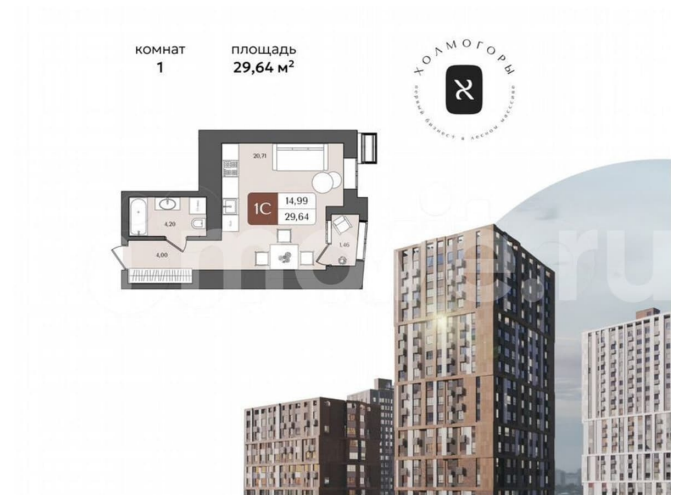 комнат
1
площадь
29,64 м²
ХОЛМОГОРЫ
20,71
1С
14,99
29,64
4,20
4,00
1,46